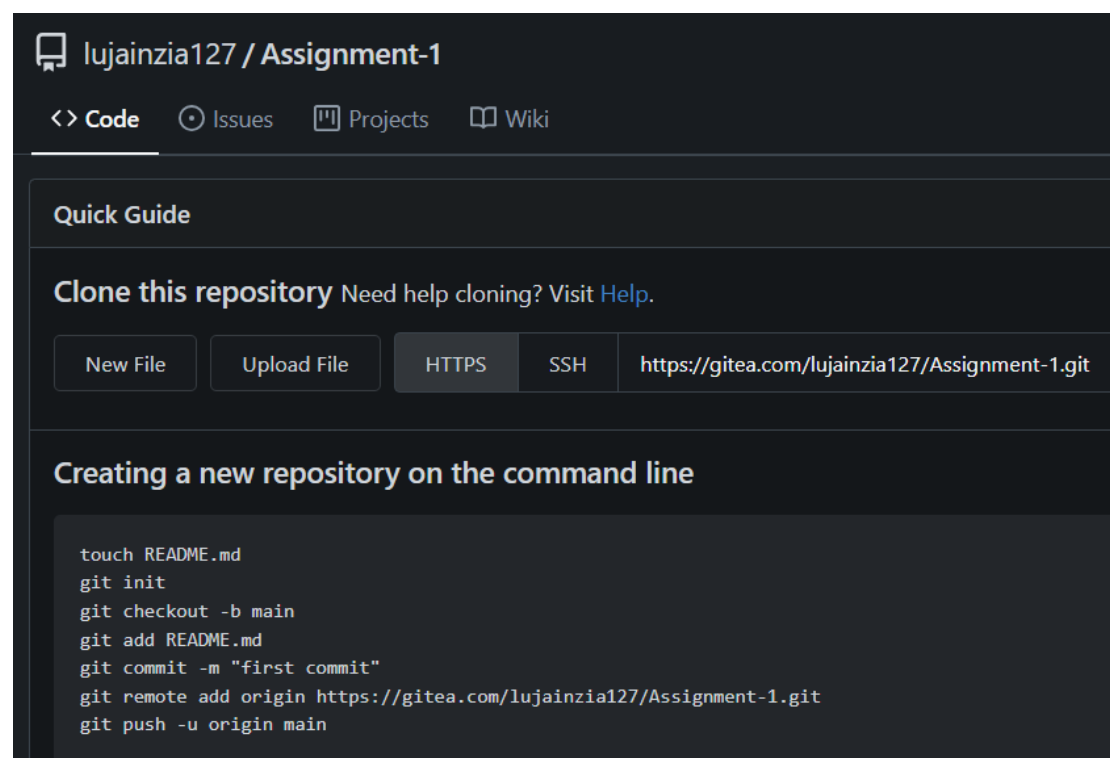 lujainzia127 / Assignment-1
Code Issues Projects Wiki
Quick Guide
Clone this repository Need help cloning? Visit Help.
New File Upload File HTTPS SSH https://gitea.com/lujainzia127/Assignment-1.git
Creating a new repository on the command line
touch README.md
git init
git checkout -b main
git add README.md
git commit -m "first commit"
git remote add origin https://gitea.com/lujainzia127/Assignment-1.git
git push -u origin main